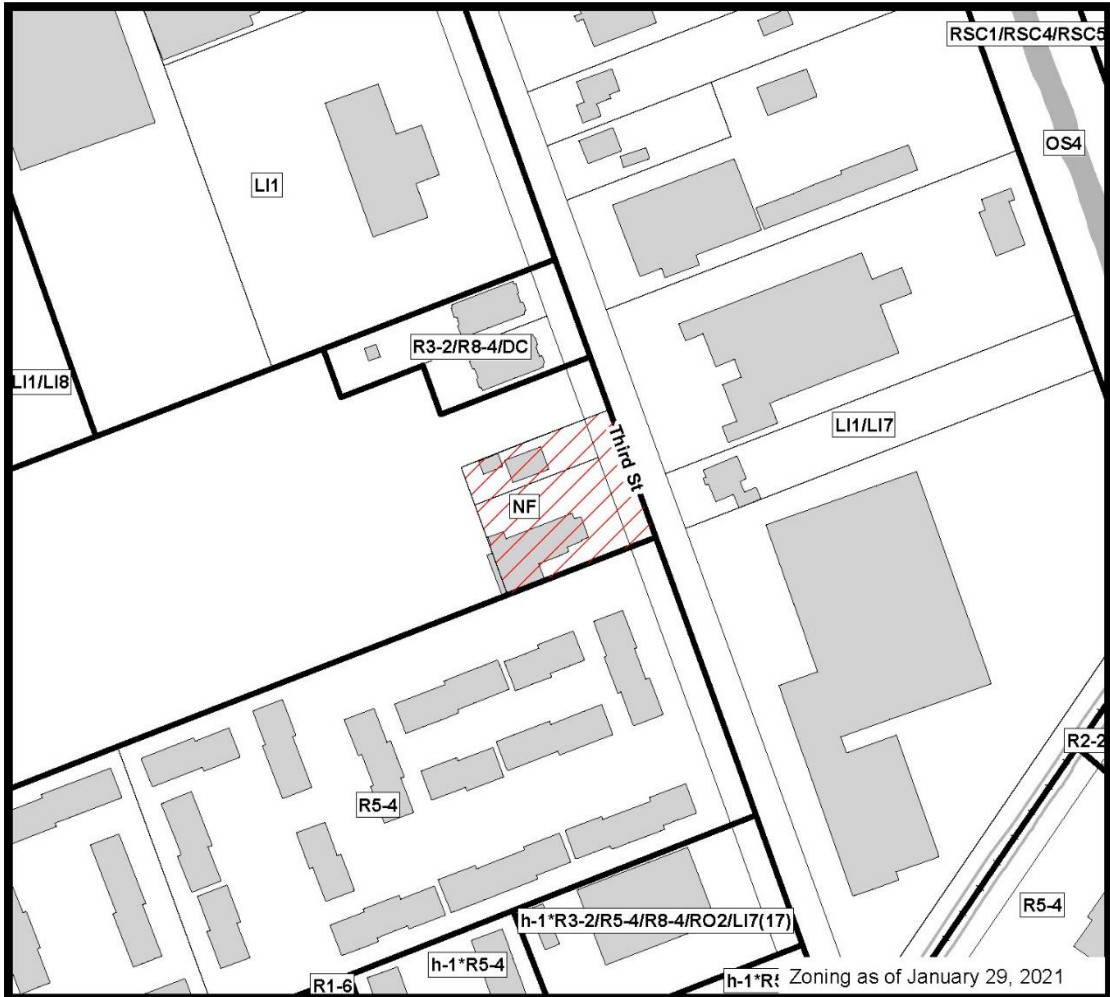 RSC1/RSC4/RSC5
OS4
LI1
R3-2/R8-4/DC
LI1/LI8
LI1/LI7
Third St
NF
R2-2
R5-4
R5-4
h-1*R3-2/R5-4/R8-4/RO2/LI7(17)
h-1*R5-4
R1-6
h-1*R5
Zoning as of January 29, 2021